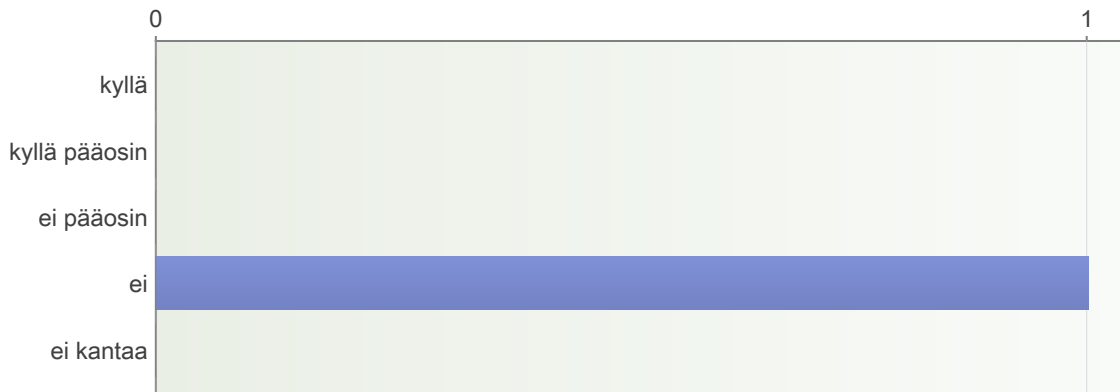 0 1
kyllä
kyllä pääosin
ei pääosin
ei
ei kantaa